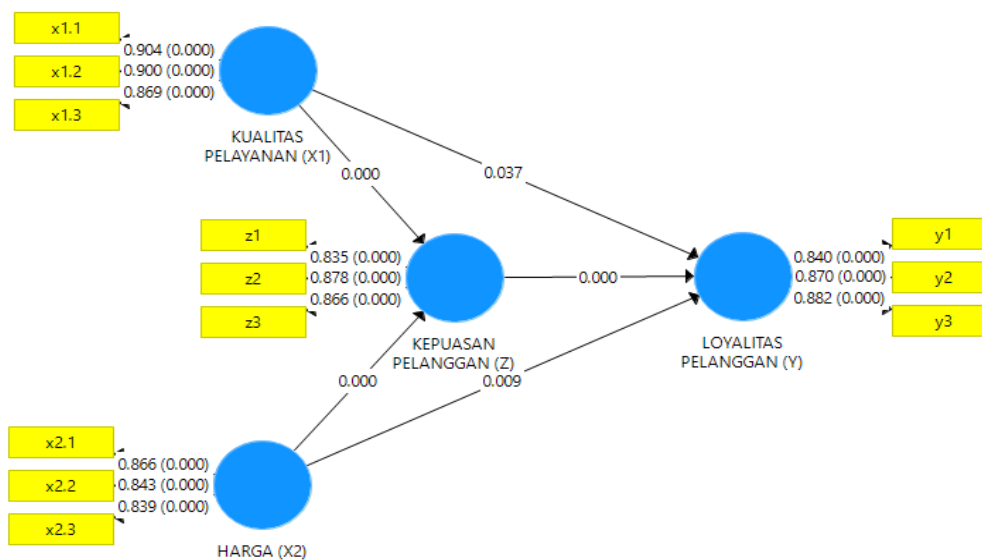 x1.1
x1.2
x1.3
0.904 (0.000)
0.900 (0.000)
0.869 (0.000)
KUALITAS
PELAYANAN (X1)
0.000
0.037
z1
z2
z3
0.835 (0.000)
0.878 (0.000)
0.866 (0.000)
KEPUASAN
PELANGGAN (Z)
0.000
0.840 (0.000)
0.870 (0.000)
0.882 (0.000)
y1
y2
y3
LOYALITAS
PELANGGAN (Y)
0.000
0.009
x2.1
x2.2
x2.3
0.866 (0.000)
0.843 (0.000)
0.839 (0.000)
HARGA (X2)